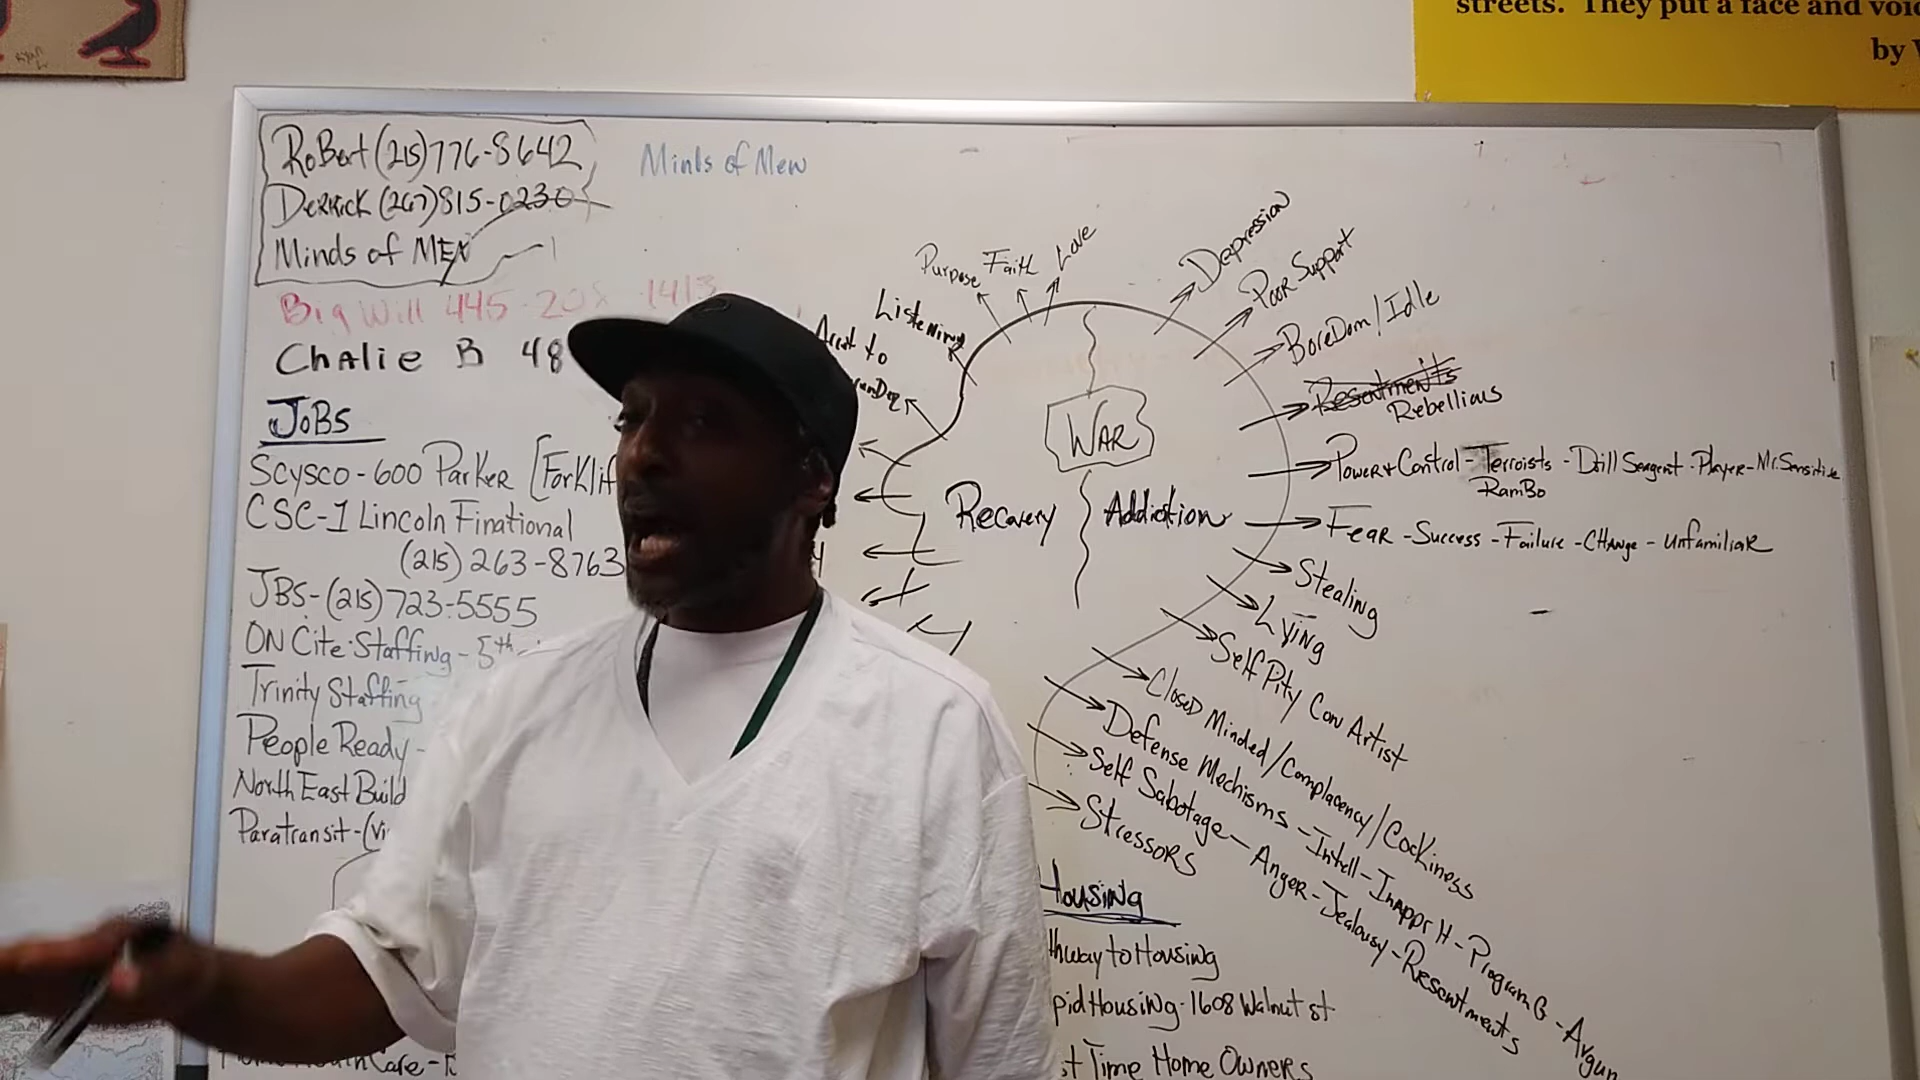 streets. They put a face and voic
by
RoBert (215)776-8642
Derrick (267)815-0230
Minds of MEN
Minds of Men
Big Will 445-208 1413
Chalie B 48
JOBS
Scysco-600 Parker [Forklif
CSC-1 Lincoln Finational
(215) 263-8763
JBS-(215)723-5555
ON Cite Staffing - 5th
Trinity Staffing
People Ready -
North East Build
Paratransit-(Vi
Care -
Purpose
Faith
Love
Listening
to
WAR
Recovery
Addiction
Depression
Poor Support
BoreDom/Idle
Resentments
Rebellious
Power+Control-Terroists-Drill Sergent-Player-Mr.Sensitive
RamBo
Fear-Success-Failure-CHAnge-Unfamiliar
Stealing
Lying
Self Pity Con Artist
Closed Minded/Complacency/Cockiness
Defense Mechisms-Intell-InAppr H-Program G-Argun
Self Sabotage-Anger-Jealousy-Resentments
Stressors
Housing
thway to Housing
pid Housing-1608 Walnut st
st Time Home Owners